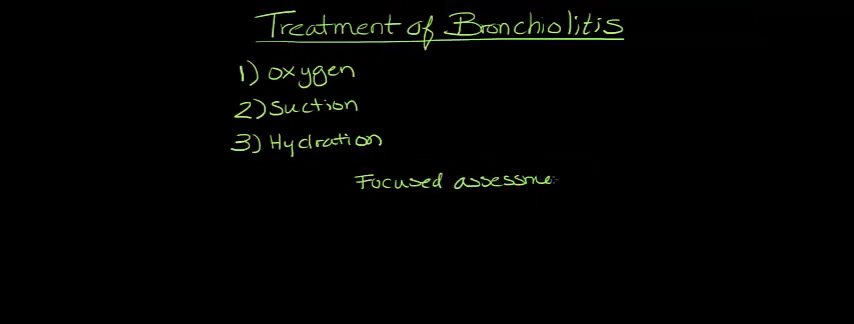 Treatment of Bronchiolitis
1) Oxygen
2) Suction
3) Hydration
Focused assessme